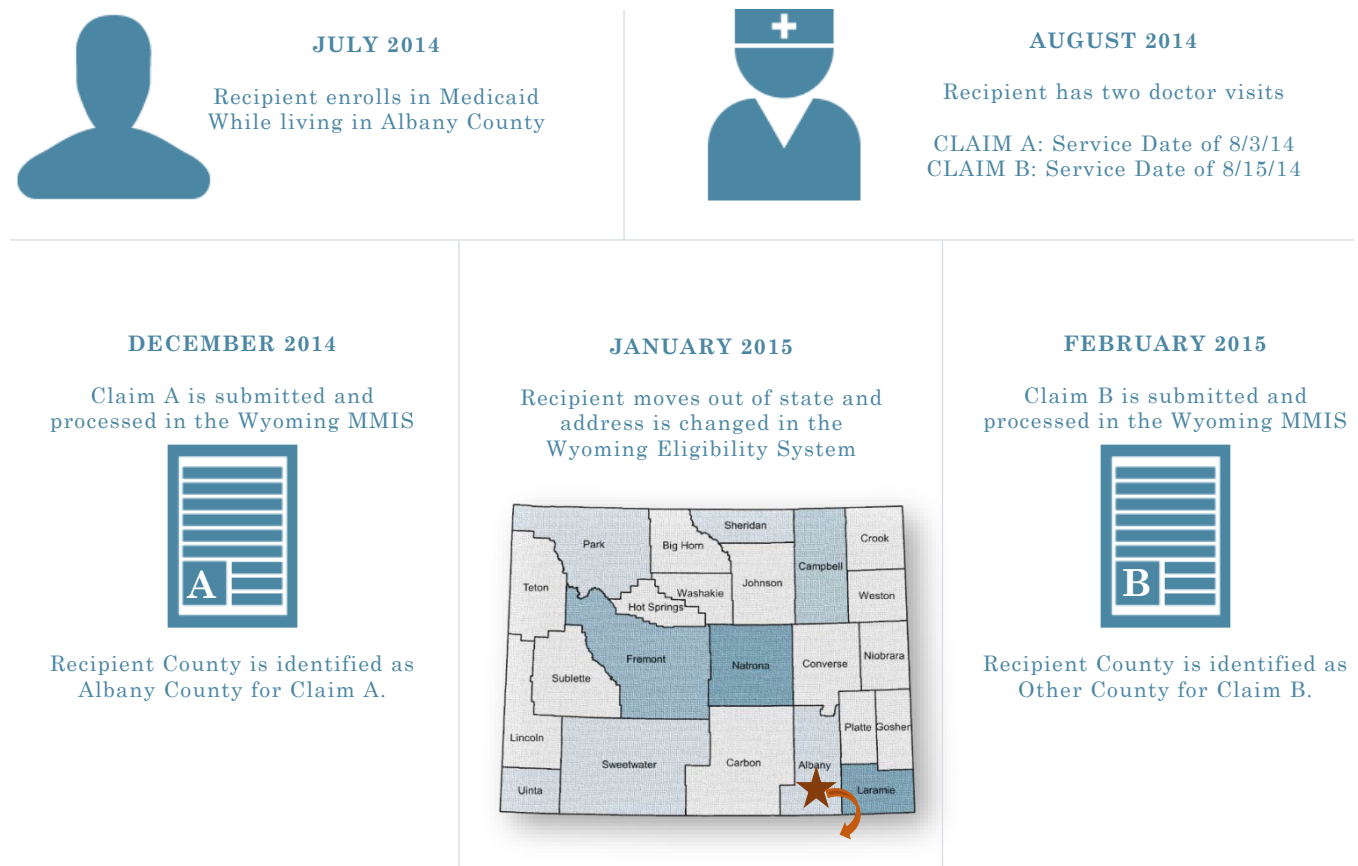 JULY 2014
Recipient enrolls in Medicaid
While living in Albany County
AUGUST 2014
Recipient has two doctor visits
CLAIM A: Service Date of 8/3/14
CLAIM B: Service Date of 8/15/14
DECEMBER 2014
Claim A is submitted and
processed in the Wyoming MMIS
A
Recipient County is identified as
Albany County for Claim A.
JANUARY 2015
Recipient moves out of state and
address is changed in the
Wyoming Eligibility System
Park
Big Horn
Sheridan
Campbell
Crook
Teton
Washakie
Johnson
Weston
Hot Springs
Fremont
Natrona
Converse
Niobrara
Sublette
Lincoln
Sweetwater
Carbon
Albany
Platte
Goshen
Uinta
Laramie
FEBRUARY 2015
Claim B is submitted and
processed in the Wyoming MMIS
B
Recipient County is identified as
Other County for Claim B.